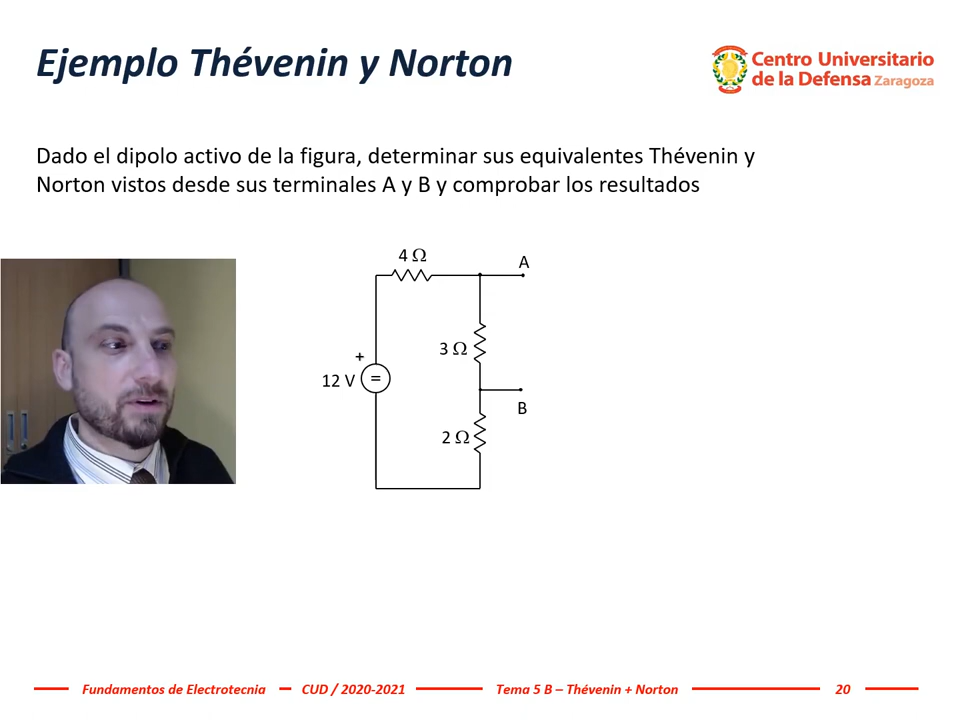 Ejemplo Thévenin y Norton
Centro Universitario
de la Defensa Zaragoza
Dado el dipolo activo de la figura, determinar sus equivalentes Thévenin y
Norton vistos desde sus terminales A y B y comprobar los resultados
4 Ω
A
3 Ω
+
12 V
=
B
2 Ω
Fundamentos de Electrotecnia
CUD / 2020-2021
Tema 5 B – Thévenin + Norton
20